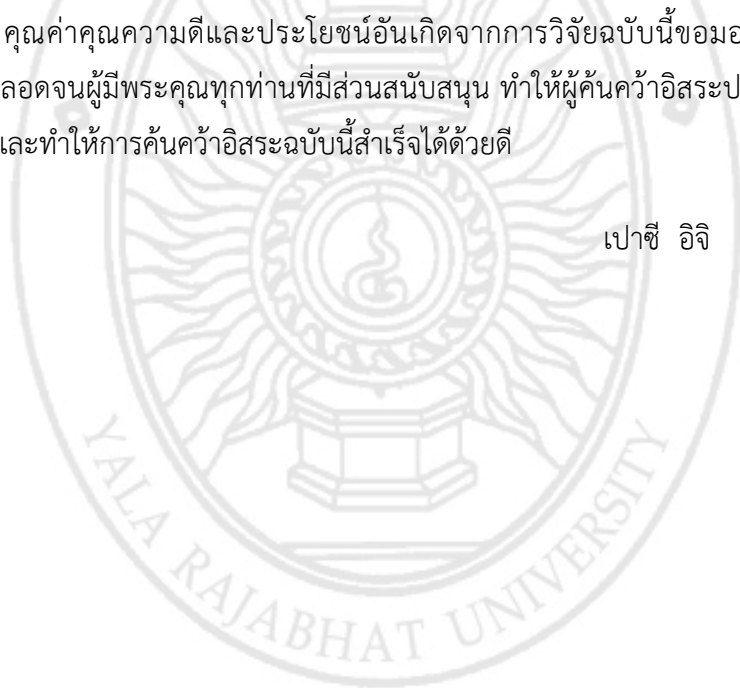 คุณค่าคุณความดีและประโยชน์อันเกิดจากการวิจัยฉบับนี้ขอมอ
ลอดจนผู้มีพระคุณทุกท่านที่มีส่วนสนับสนุน ทำให้ผู้ค้นคว้าอิสระป
และทำให้การค้นคว้าอิสระฉบับนี้สำเร็จได้ด้วยดี
เปาซี อิจิ
YALA RAJABHAT UNIVERSITY